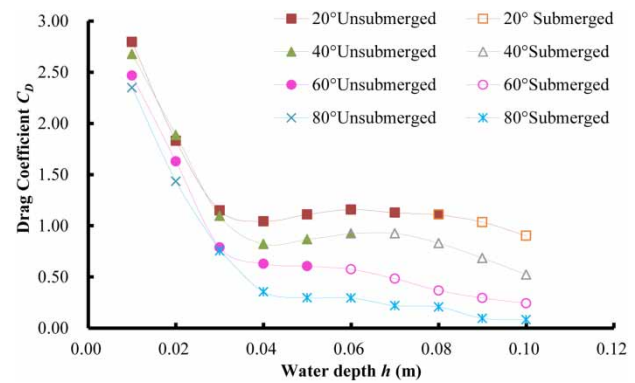 3.00
2.50
2.00
1.50
1.00
0.50
0.00
Drag Coefficient C_D
20°Unsubmerged
20° Submerged
40°Unsubmerged
40°Submerged
60°Unsubmerged
60°Submerged
80°Unsubmerged
80°Submerged
0.00 0.02 0.04 0.06 0.08 0.10 0.12
Water depth h (m)